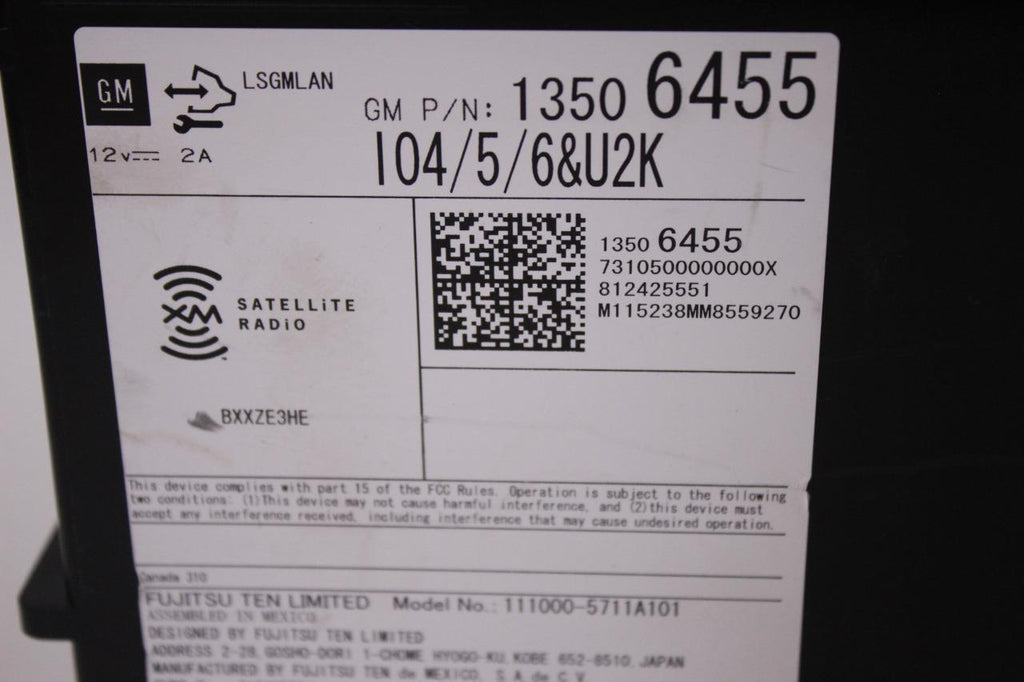 GM
LSGMLAN
12V 2A
GM P/N: 1350 6455
IO4/5/6&U2K
XM SATELLITE
RADIO
1350 6455
7310500000000X
812425551
M115238MM8559270
BXXZE3HE
This device complies with part 15 of the FCC Rules. Operation is subject to the following
two conditions: (1)This device may not cause harmful interference, and (2)this device must
accept any interference received, including interference that may cause undesired operation.
Canada 310
FUJITSU TEN LIMITED Model No.: 111000-5711A101
ASSEMBLED IN MEXICO
DESIGNED BY FUJITSU TEN LIMITED
ADDRESS 2-28, GOSHO-DORI 1-CHOME HYOGO-KU, KOBE 652-8510, JAPAN
MANUFACTURED BY FUJITSU TEN de MEXICO, S.A. de C.V.